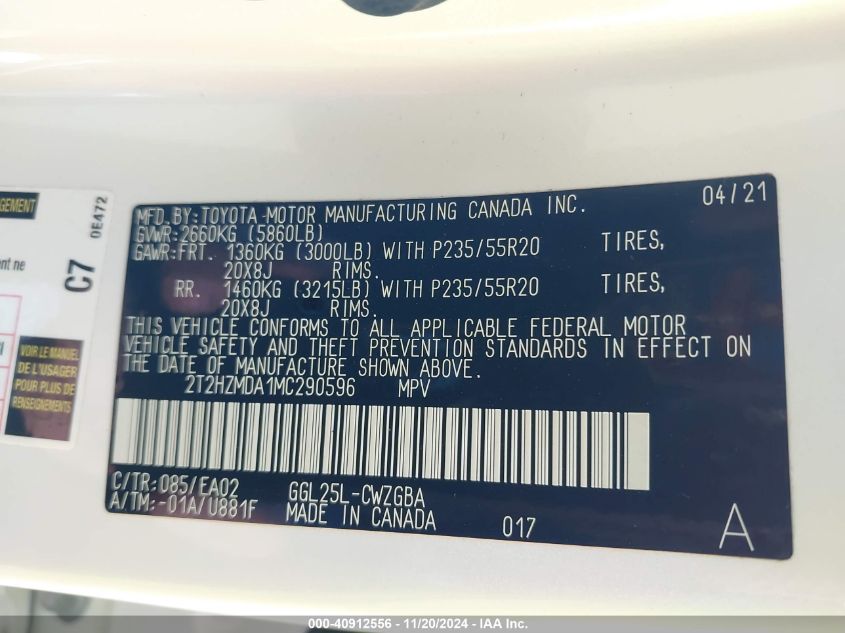 MFD. BY: TOYOTA MOTOR MANUFACTURING CANADA INC. 04/21
GVWR: 2660KG (5860LB)
GAWR: FRT. 1360KG (3000LB) WITH P235/55R20 TIRES,
20X8J RIMS.
RR. 1460KG (3215LB) WITH P235/55R20 TIRES,
20X8J RIMS.
THIS VEHICLE CONFORMS TO ALL APPLICABLE FEDERAL MOTOR
VEHICLE SAFETY AND THEFT PREVENTION STANDARDS IN EFFECT ON
THE DATE OF MANUFACTURE SHOWN ABOVE.
2T2HZMDA1MC290596 MPV
C/TR: 085/EA02 GGL25L-CWZGBA
A/TM: -01A/U881F MADE IN CANADA 017 A
0E472
C7
VOIR LE MANUEL
DE L'USAGER
POUR PLUS DE
RENSEIGNEMENTS
000-40912556 - 11/20/2024 - IAA Inc.